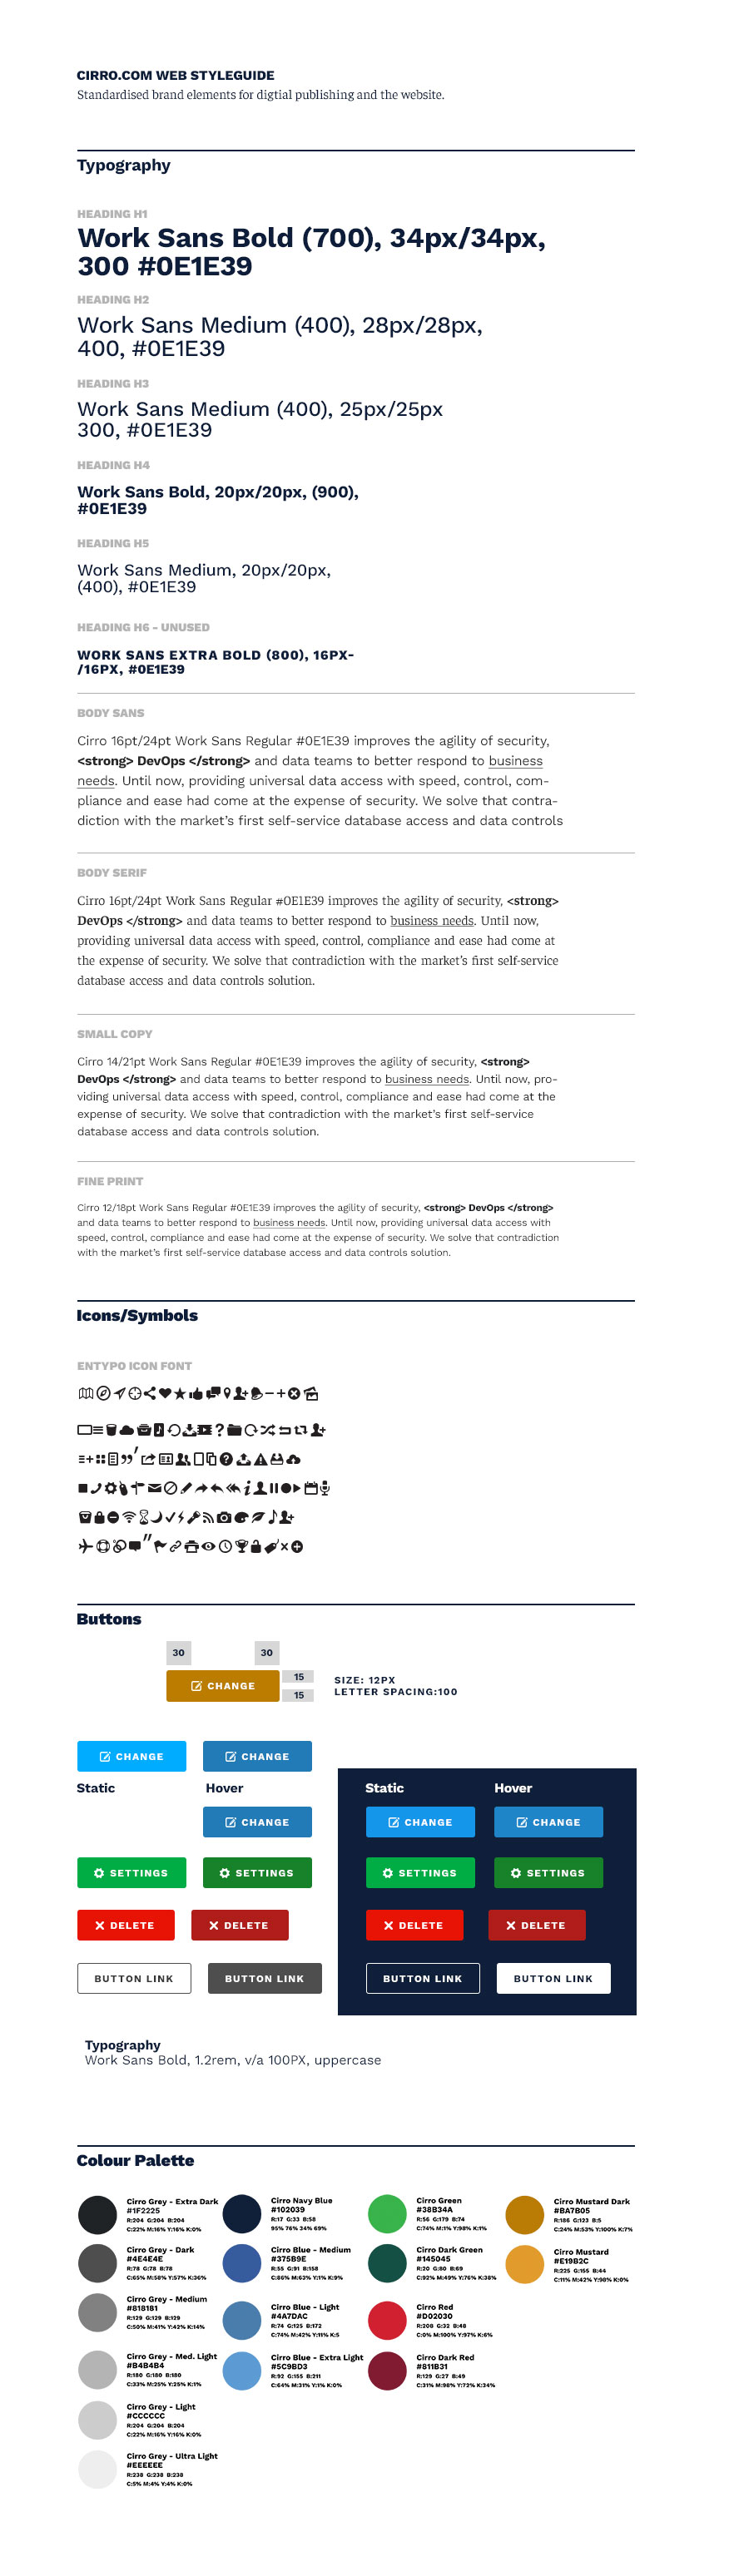 CIRRO.COM WEB STYLEGUIDE
Standardised brand elements for digtial publishing and the website.
Typography
HEADING H1
Work Sans Bold (700), 34px/34px,
300 #0E1E39
HEADING H2
Work Sans Medium (400), 28px/28px,
400, #0E1E39
HEADING H3
Work Sans Medium (400), 25px/25px
300, #0E1E39
HEADING H4
Work Sans Bold, 20px/20px, (900),
#0E1E39
HEADING H5
Work Sans Medium, 20px/20px,
(400), #0E1E39
HEADING H6 - UNUSED
WORK SANS EXTRA BOLD (800), 16PX-
/16PX, #0E1E39
BODY SANS
Cirro 16pt/24pt Work Sans Regular #0E1E39 improves the agility of security,
<strong> DevOps </strong> and data teams to better respond to business
needs. Until now, providing universal data access with speed, control, com-
pliance and ease had come at the expense of security. We solve that contra-
diction with the market's first self-service database access and data controls
BODY SERIF
Cirro 16pt/24pt Work Sans Regular #0E1E39 improves the agility of security, <strong>
DevOps </strong> and data teams to better respond to business needs. Until now,
providing universal data access with speed, control, compliance and ease had come at
the expense of security. We solve that contradiction with the market's first self-service
database access and data controls solution.
SMALL COPY
Cirro 14/21pt Work Sans Regular #0E1E39 improves the agility of security, <strong>
DevOps </strong> and data teams to better respond to business needs. Until now, pro-
viding universal data access with speed, control, compliance and ease had come at the
expense of security. We solve that contradiction with the market's first self-service
database access and data controls solution.
FINE PRINT
Cirro 12/18pt Work Sans Regular #0E1E39 improves the agility of security, <strong> DevOps </strong>
and data teams to better respond to business needs. Until now, providing universal data access with
speed, control, compliance and ease had come at the expense of security. We solve that contradiction
with the market's first self-service database access and data controls solution.
Icons/Symbols
ENTYPO ICON FONT
Buttons
30 30
CHANGE
15
15
SIZE: 12PX
LETTER SPACING:100
CHANGE CHANGE
Static Hover
CHANGE
SETTINGS SETTINGS
DELETE DELETE
BUTTON LINK BUTTON LINK
Static Hover
CHANGE CHANGE
SETTINGS SETTINGS
DELETE DELETE
BUTTON LINK BUTTON LINK
Typography
Work Sans Bold, 1.2rem, v/a 100PX, uppercase
Colour Palette
Cirro Grey - Extra Dark
#1F2225
R:204 G:204 B:204
C:22% M:16% Y:16% K:0%
Cirro Grey - Dark
#4E4E4E
R:78 G:78 B:78
C:65% M:58% Y:57% K:36%
Cirro Grey - Medium
#818181
R:129 G:129 B:129
C:50% M:41% Y:42% K:14%
Cirro Grey - Med. Light
#B4B4B4
R:180 G:180 B:180
C:33% M:25% Y:25% K:1%
Cirro Grey - Light
#CCCCCC
R:204 G:204 B:204
C:22% M:16% Y:16% K:0%
Cirro Grey - Ultra Light
#EEEEEE
R:238 G:238 B:238
C:5% M:4% Y:4% K:0%
Cirro Navy Blue
#102039
R:17 G:33 B:58
95% 76% 34% 69%
Cirro Blue - Medium
#375B9E
R:55 G:91 B:158
C:86% M:63% Y:1% K:9%
Cirro Blue - Light
#4A7DAC
R:74 G:125 B:172
C:74% M:42% Y:11% K:5
Cirro Blue - Extra Light
#5C9BD3
R:92 G:155 B:211
C:64% M:31% Y:1% K:0%
Cirro Green
#38B34A
R:56 G:179 B:74
C:74% M:1% Y:98% K:1%
Cirro Dark Green
#145045
R:20 G:80 B:69
C:92% M:49% Y:76% K:38%
Cirro Red
#D02030
R:208 G:32 B:48
C:0% M:100% Y:97% K:6%
Cirro Dark Red
#811B31
R:129 G:27 B:49
C:31% M:98% Y:72% K:34%
Cirro Mustard Dark
#BA7B05
R:186 G:123 B:5
C:24% M:53% Y:100% K:7%
Cirro Mustard
#E19B2C
R:225 G:155 B:44
C:11% M:42% Y:98% K:0%